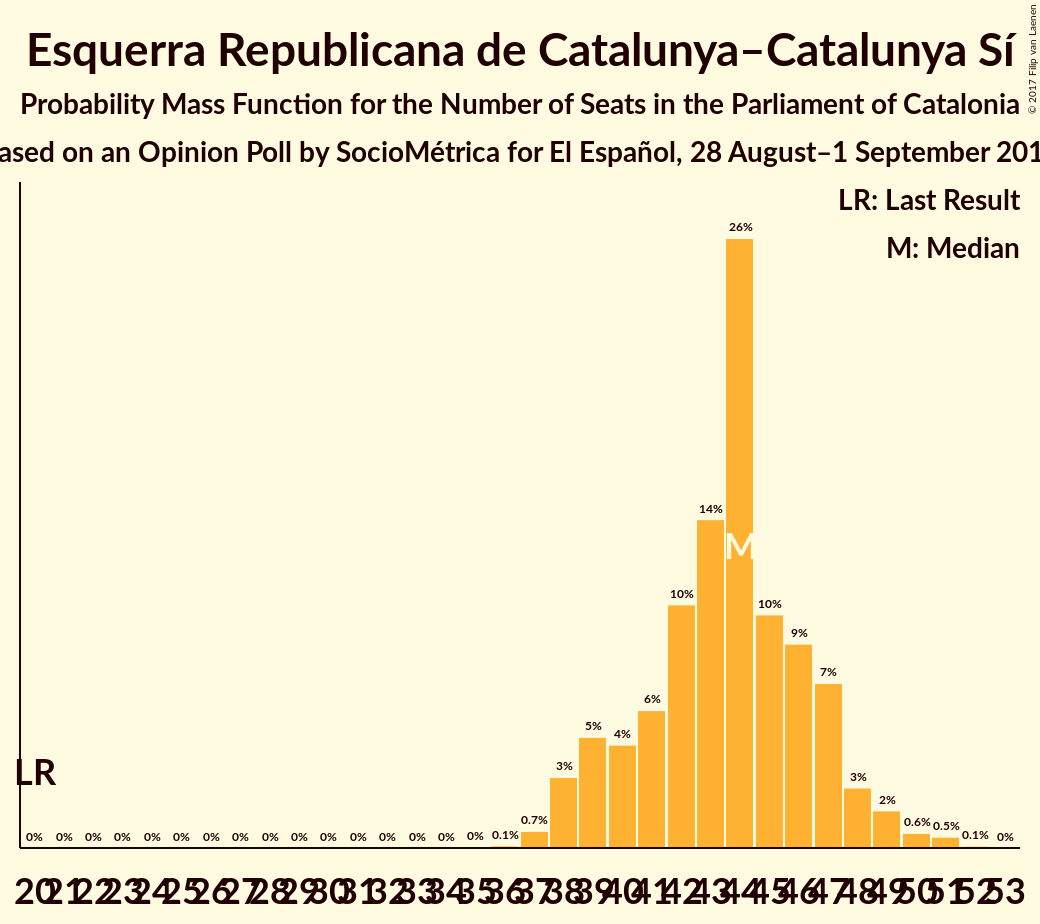 Esquerra Republicana de Catalunya–Catalunya Sí
Probability Mass Function for the Number of Seats in the Parliament of Catalonia
ased on an Opinion Poll by SocioMétrica for El Español, 28 August–1 September 201
© 2017 Filip van Laenen
LR: Last Result
M: Median
26%
14%
M
10% 10%
9%
7%
6%
5% 4%
3% 3%
LR
2%
0.7% 0.6% 0.5%
0% 0% 0% 0% 0% 0% 0% 0% 0% 0% 0% 0% 0% 0% 0% 0% 0.1% 0.1% 0%
20 21 22 23 24 25 26 27 28 29 30 31 32 33 34 35 36 37 38 39 40 41 42 43 44 45 46 47 48 49 50 51 52 53